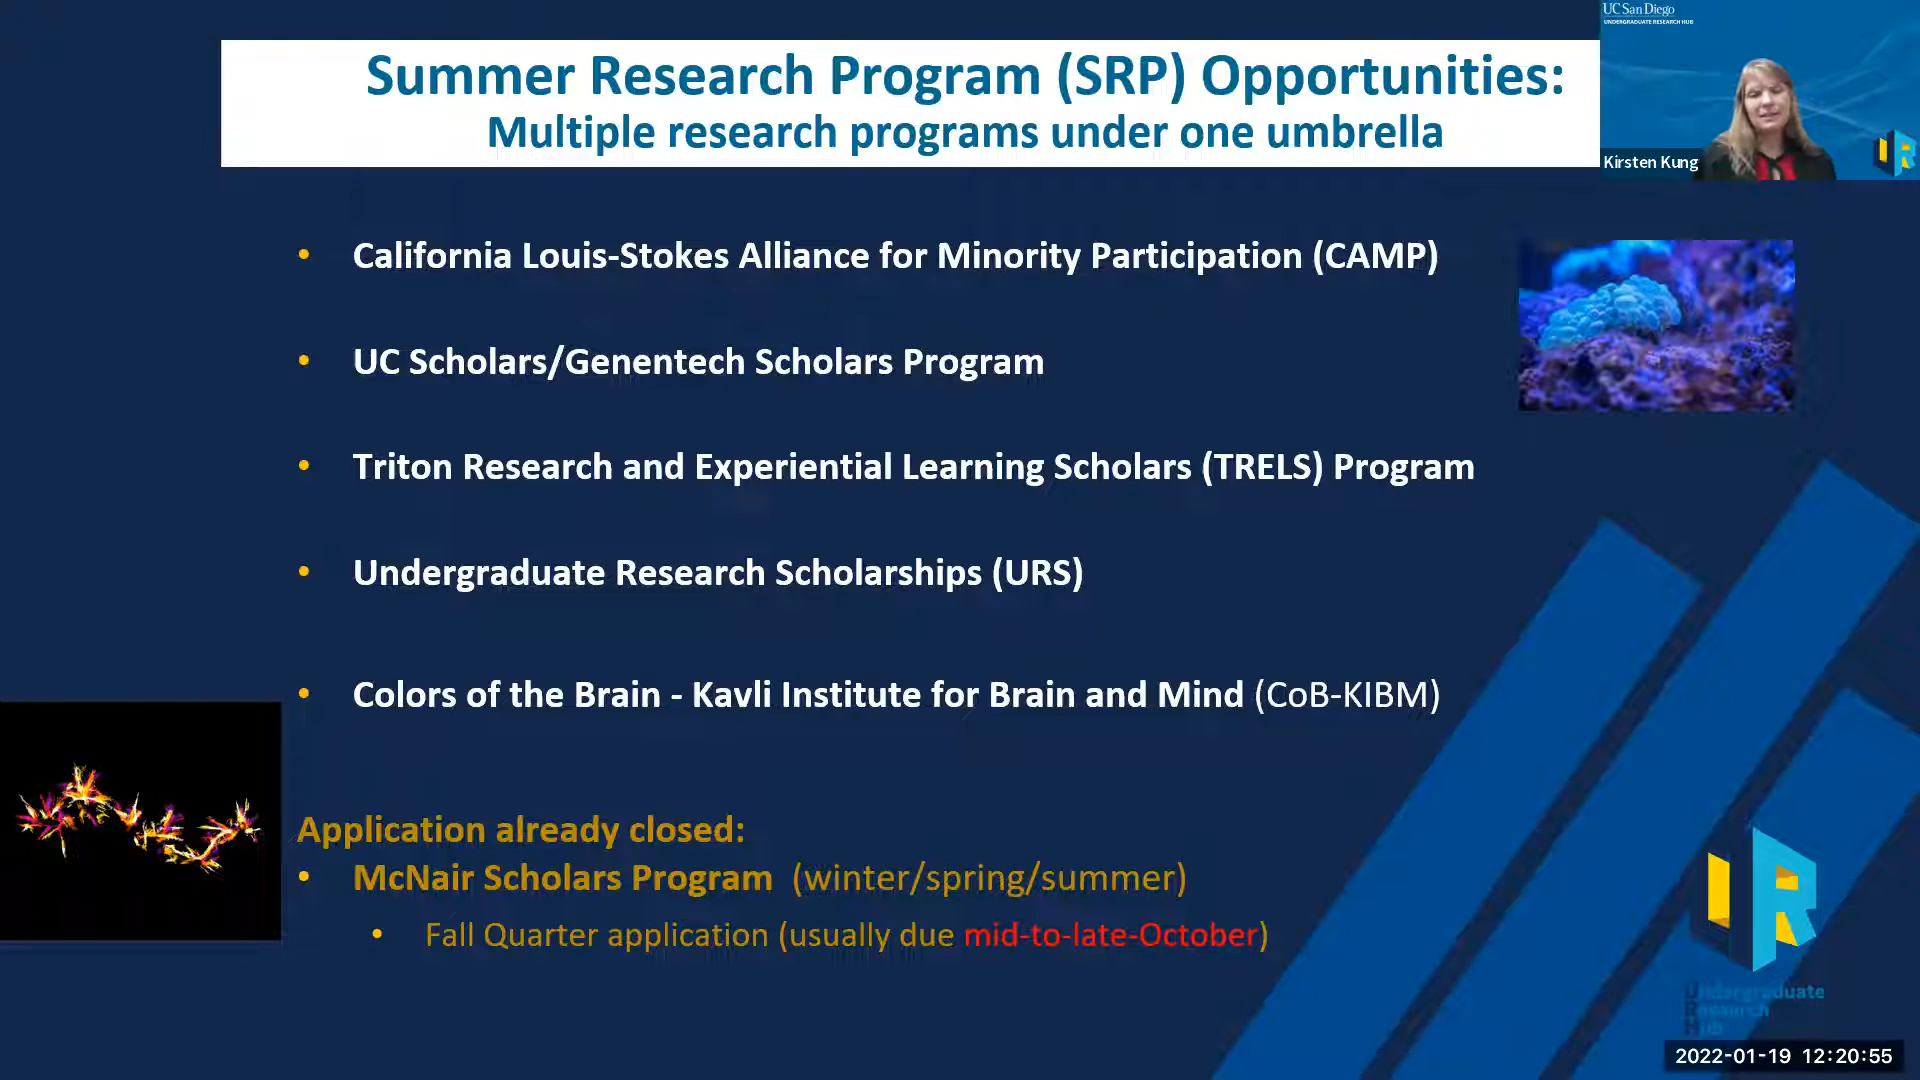 UC San Diego
UNDERGRADUATE RESEARCH HUB
Summer Research Program (SRP) Opportunities:
Multiple research programs under one umbrella
Kirsten Kung
• California Louis-Stokes Alliance for Minority Participation (CAMP)
• UC Scholars/Genentech Scholars Program
• Triton Research and Experiential Learning Scholars (TRELS) Program
• Undergraduate Research Scholarships (URS)
• Colors of the Brain - Kavli Institute for Brain and Mind (CoB-KIBM)
Application already closed:
• McNair Scholars Program (winter/spring/summer)
• Fall Quarter application (usually due mid-to-late-October)
UR
Undergraduate
Research
Hub
2022-01-19 12:20:55